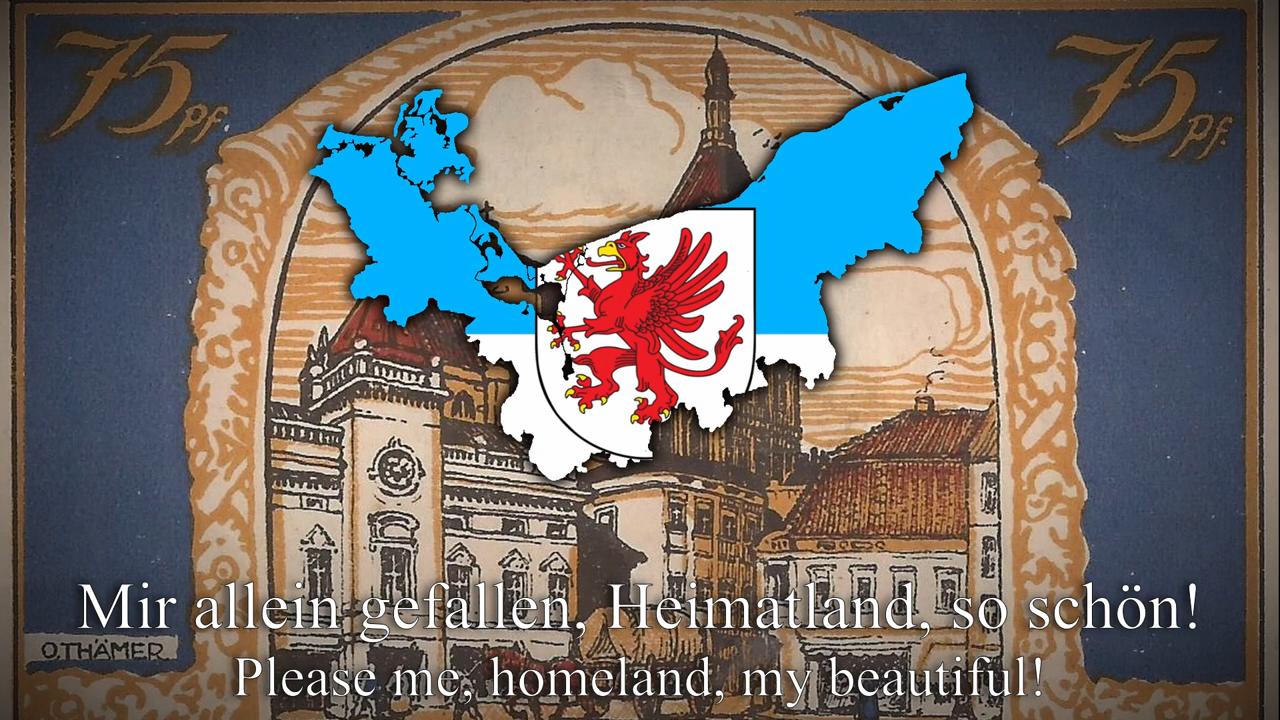 75 pf.
75 pf.
Mir allein gefallen, Heimatland, so schön!
O.THÄMER.
Please me, homeland, my beautiful!